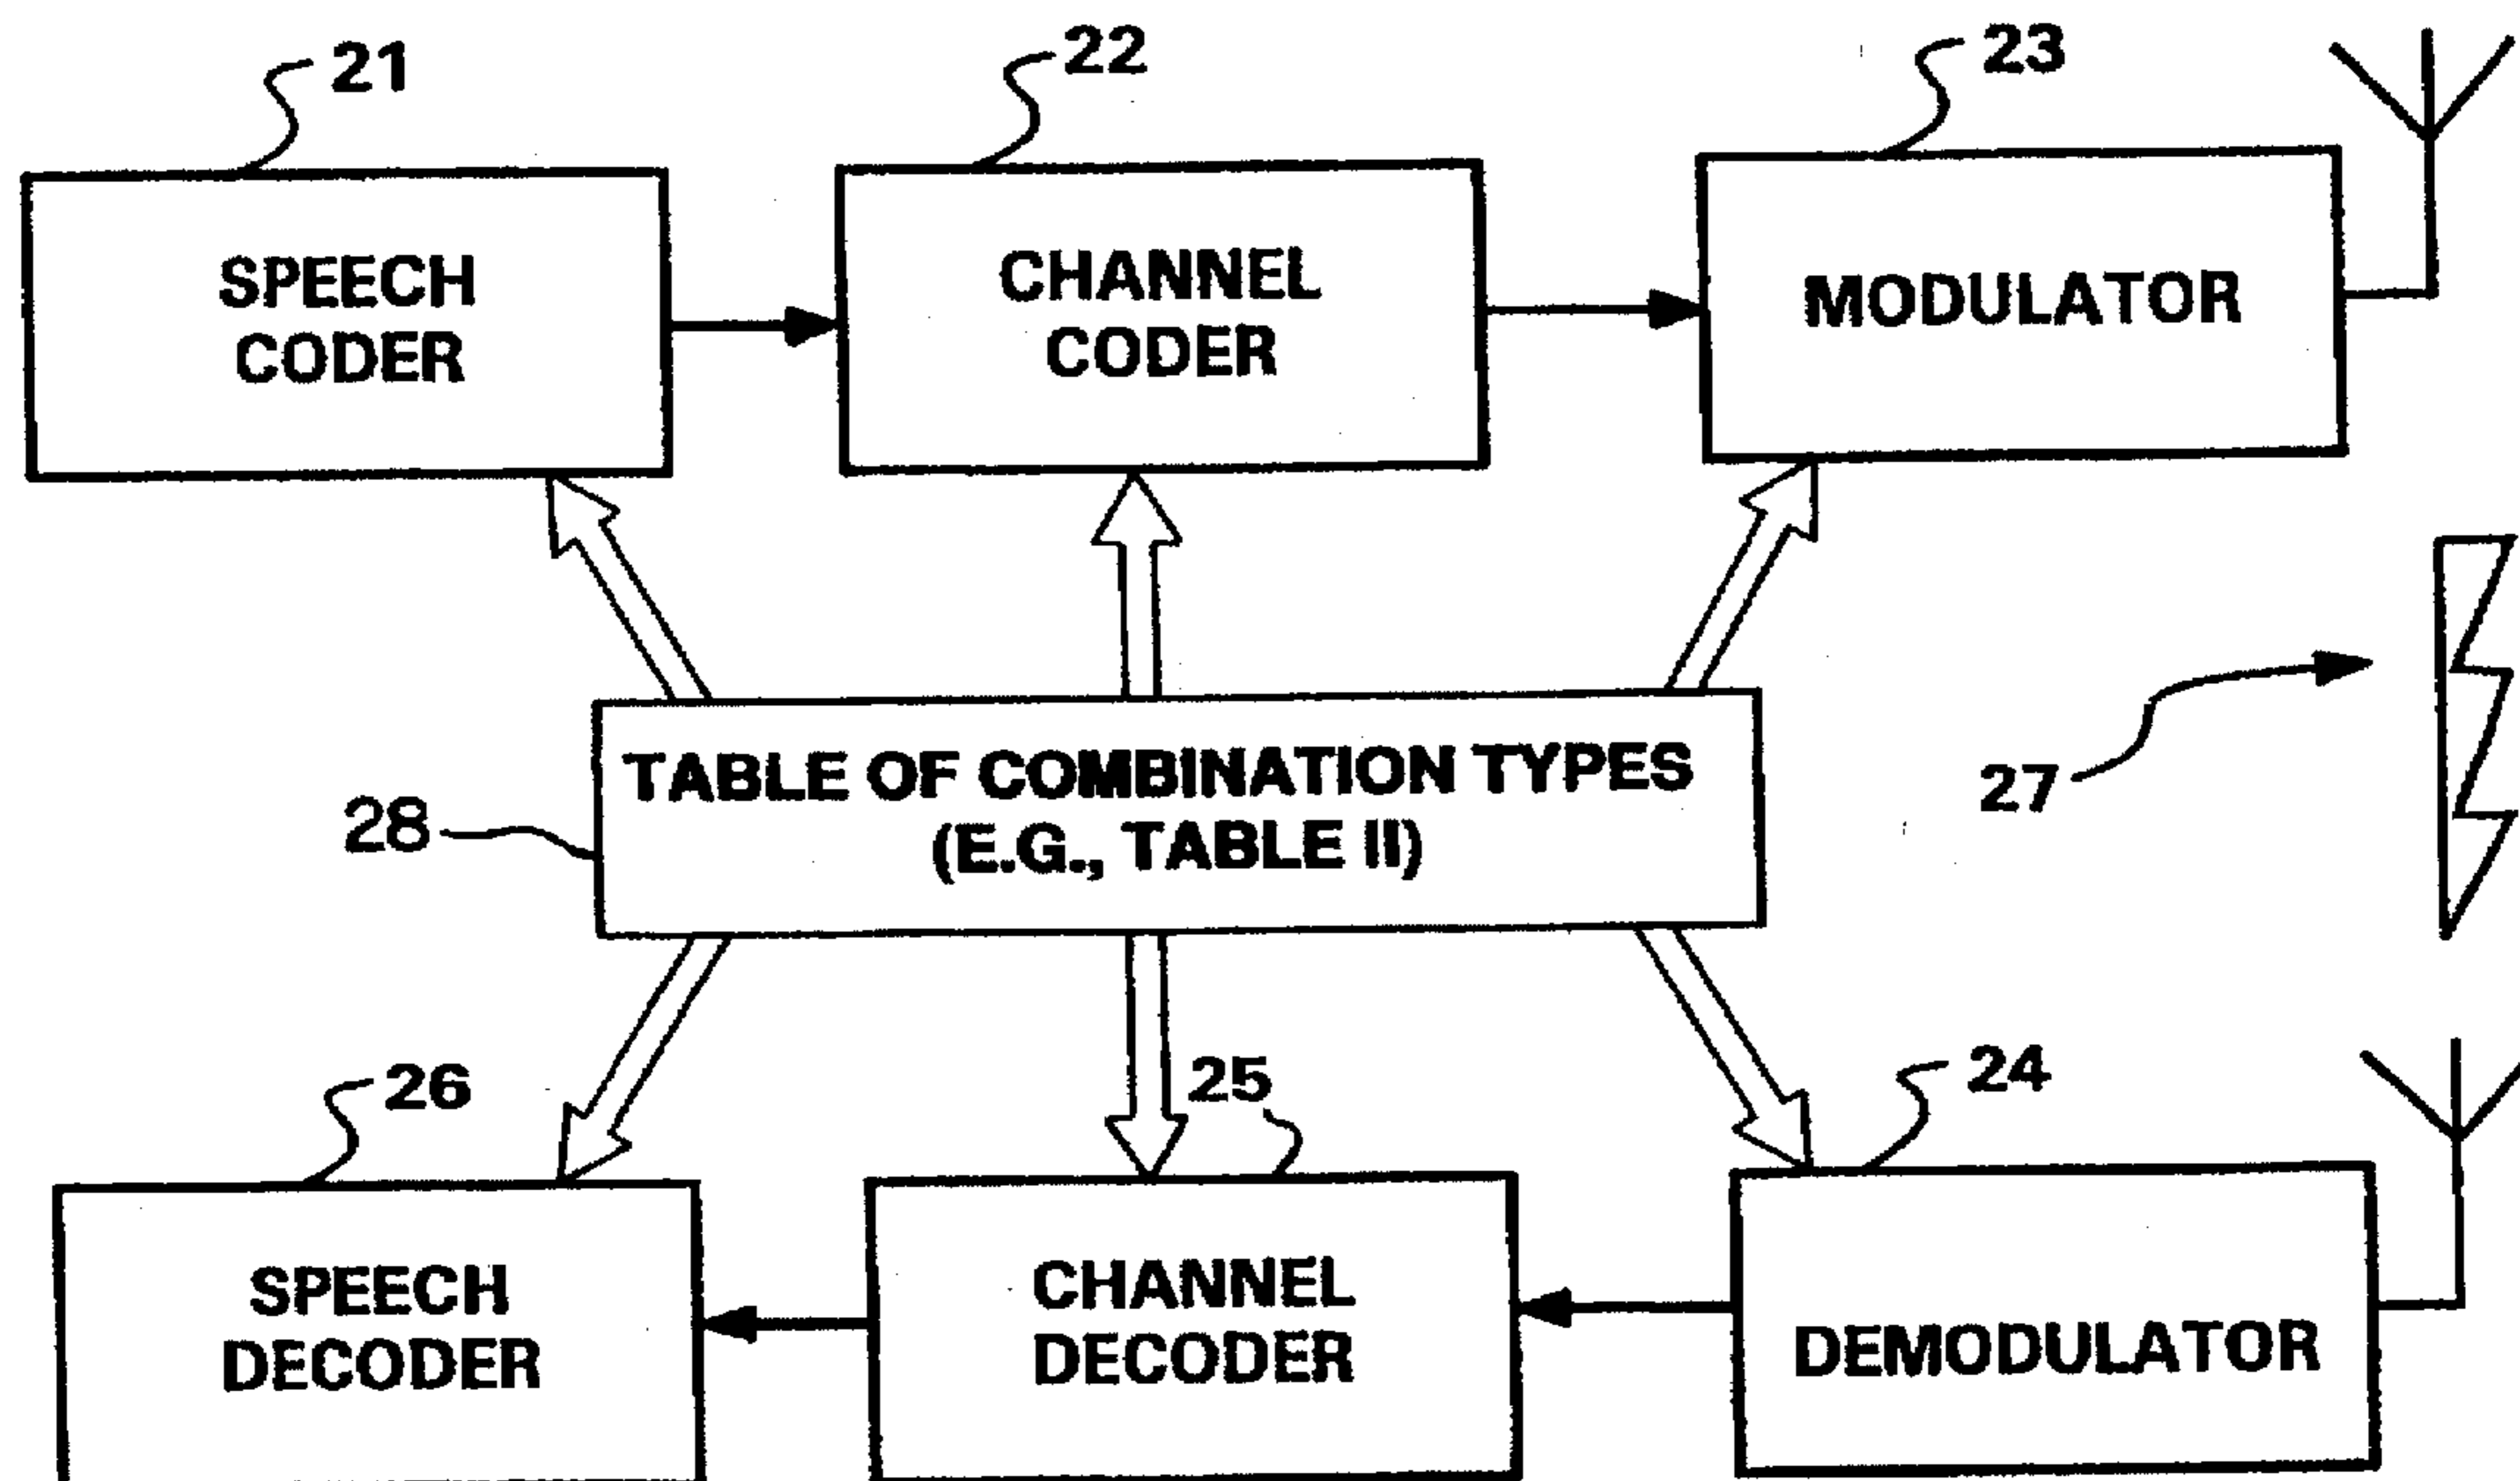 21
22
23
SPEECH
CODER
CHANNEL
CODER
MODULATOR
27
28
TABLE OF COMBINATION TYPES
(E.G., TABLE II)
26
25
24
SPEECH
DECODER
CHANNEL
DECODER
DEMODULATOR